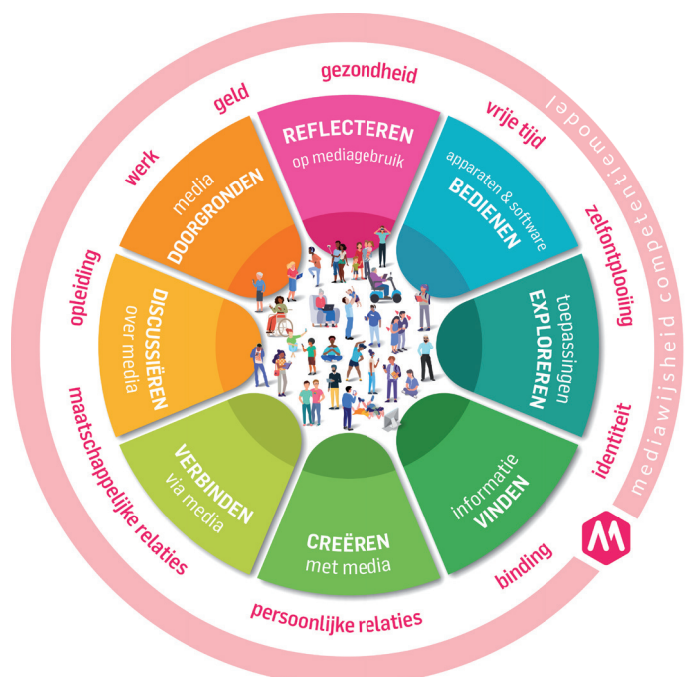 gezondheid
vrije tijd
zelfontplooiing
identiteit
binding
persoonlijke relaties
maatschappelijke relaties
opleiding
werk
geld
mediawijsheid competentiemodel
REFLECTEREN
op mediagebruik
apparaten & software
BEDIENEN
toepassingen
EXPLOREREN
informatie
VINDEN
CREËREN
met media
VERBINDEN
via media
DISCUSSIËREN
over media
media
DOORGRONDEN
M